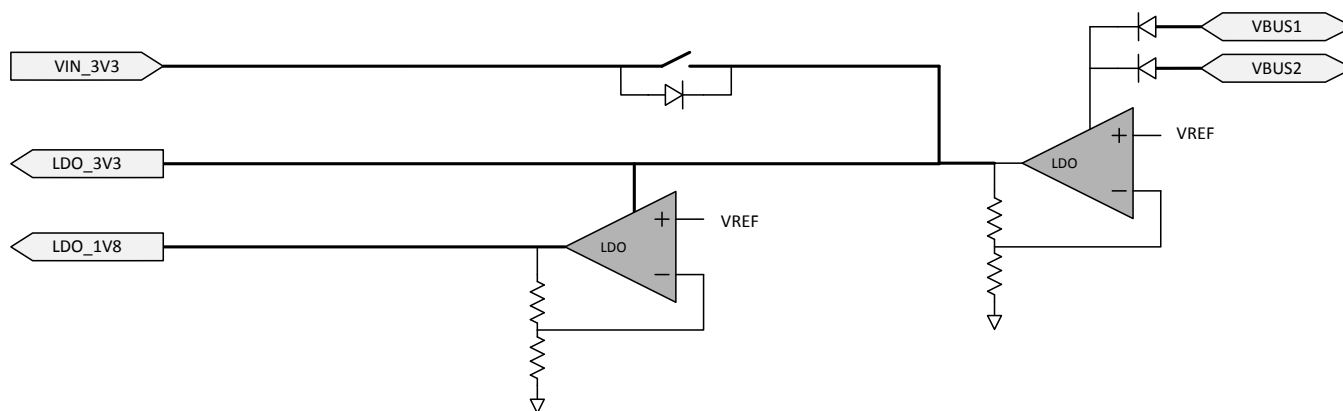 VBUS1
VIN_3V3
VBUS2
+ VREF
LDO_3V3
LDO
−
+ VREF
LDO_1V8
LDO
−